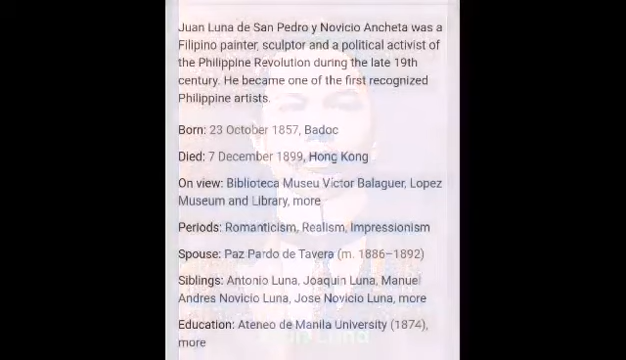 Juan Luna de San Pedro y Novicio Ancheta was a
Filipino painter, sculptor and a political activist of
the Philippine Revolution during the late 19th
century. He became one of the first recognized
Philippine artists.
Born: 23 October 1857, Badoc
Died: 7 December 1899, Hong Kong
On view: Biblioteca Museu Víctor Balaguer, Lopez
Museum and Library, more
Periods: Romanticism, Realism, Impressionism
Spouse: Paz Pardo de Tavera (m. 1886–1892)
Siblings: Antonio Luna, Joaquin Luna, Manuel
Andres Novicio Luna, Jose Novicio Luna, more
Education: Ateneo de Manila University (1874),
more